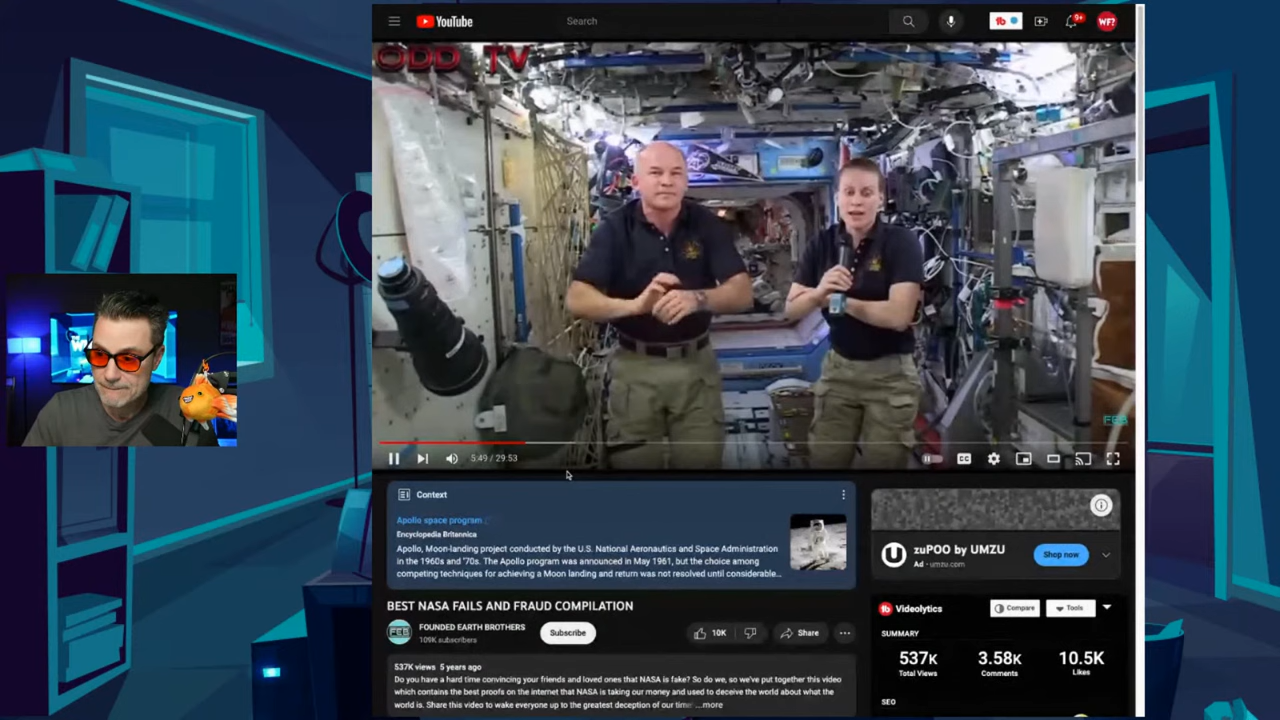 YouTube
Search
9+
WF?
ODD TV
FEB
5:49 / 29:53
CC
Context
Apollo space program
Encyclopedia Britannica
Apollo, Moon-landing project conducted by the U.S. National Aeronautics and Space Administration
in the 1960s and '70s. The Apollo program was announced in May 1961, but the choice among
competing techniques for achieving a Moon landing and return was not resolved until considerable...
zuPOO by UMZU
Ad · umzu.com
Shop now
BEST NASA FAILS AND FRAUD COMPILATION
FEB
FOUNDED EARTH BROTHERS
109K subscribers
Subscribe
10K
Share
tb Videolytics
Compare
Tools
SUMMARY
537K
3.58K
10.5K
Total Views
Comments
Likes
SEO
537K views 5 years ago
Do you have a hard time convincing your friends and loved ones that NASA is fake? So do we, so we've put together this video
which contains the best proofs on the internet that NASA is taking our money and used to deceive the world about what the
world is. Share this video to wake everyone up to the greatest deception of our time ...more